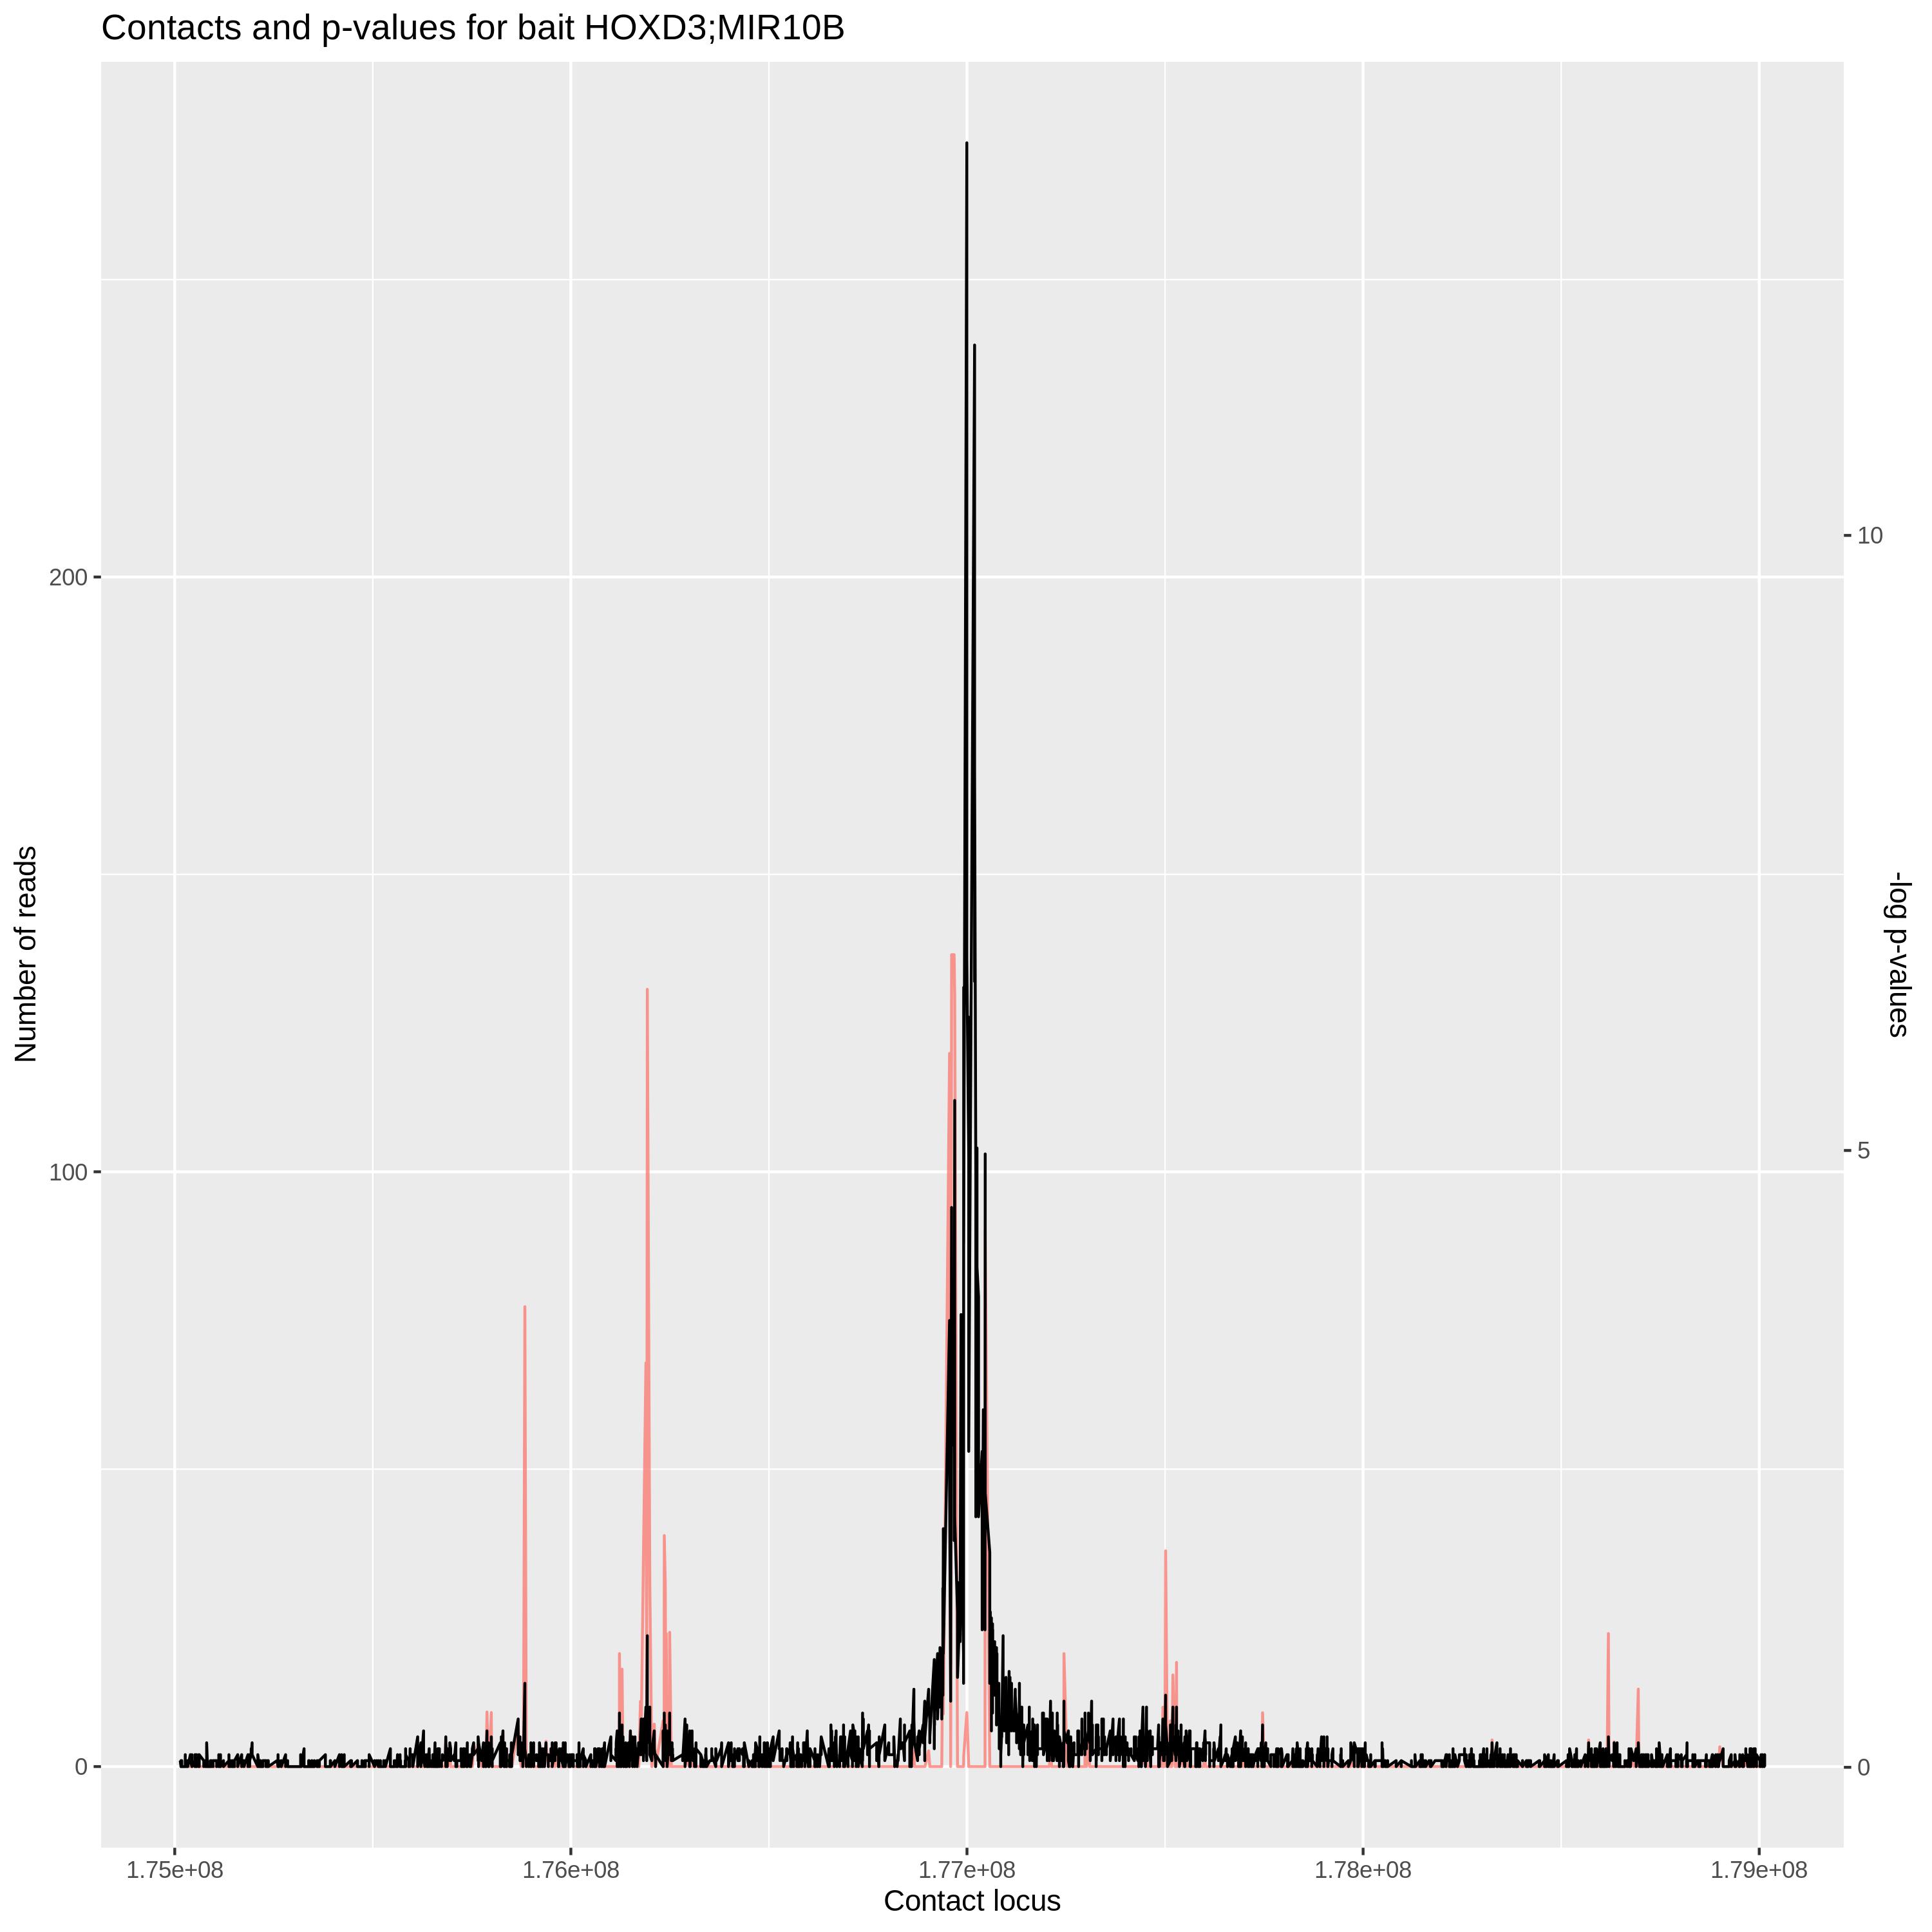 Contacts and p-values for bait HOXD3;MIR10B
Number of reads
200
100
0
10
5
0
-log p-values
1.75e+08
1.76e+08
1.77e+08
1.78e+08
1.79e+08
Contact locus